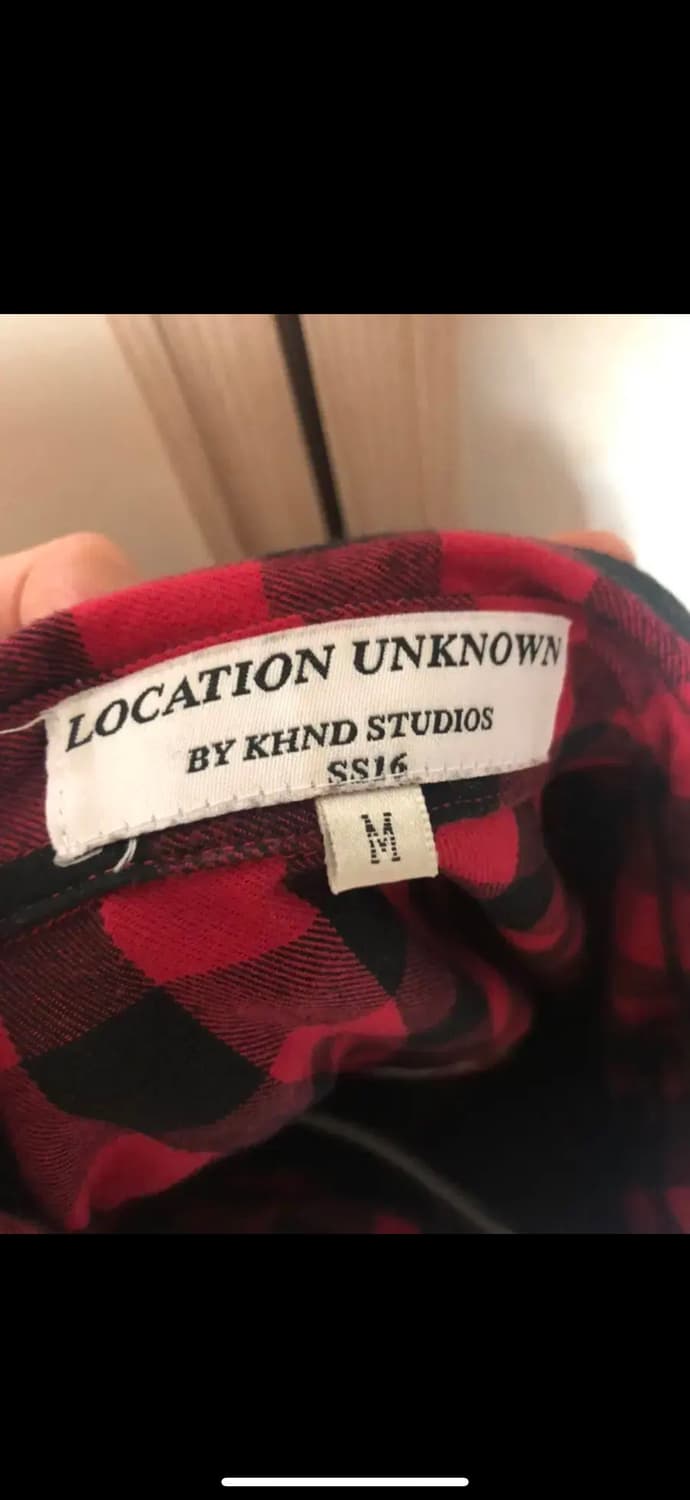 LOCATION UNKNOWN
BY KHND STUDIOS
SS16
M